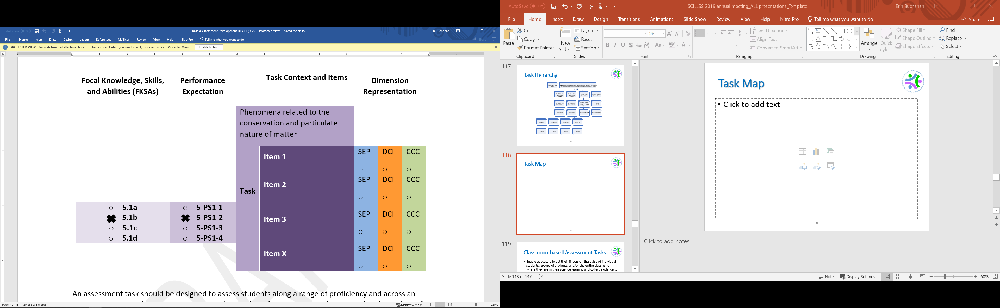 AutoSave Off
Phase 4 Assessment Development DRAFT (002) - Protected View - Saved to this PC
Erin Buchanan
File Home Insert Draw Design Layout References Mailings Review View Help Nitro Pro Tell me what you want to do Share
PROTECTED VIEW Be careful—email attachments can contain viruses. Unless you need to edit, it's safer to stay in Protected View. Enable Editing
1 1 2 3 4 5 6 7
Focal Knowledge, Skills,
and Abilities (FKSAs)
Performance
Expectation
Task Context and Items
Dimension
Representation
Phenomena related to the
conservation and particulate
nature of matter
Task
Item 1
SEP DCI CCC
Item 2
SEP DCI CCC
Item 3
SEP DCI CCC
Item X
SEP DCI CCC
5.1a
5.1b
5.1c
5.1d
5-PS1-1
5-PS1-2
5-PS1-3
5-PS1-4
An assessment task should be designed to assess students along a range of proficiency and across an
Page 7 of 15 20 of 5985 words Display Settings 220%
AutoSave Off
SCILLSS 2019 annual meeting_ALL presentations_Template
Erin Buchanan
File Home Insert Draw Design Transitions Animations Slide Show Review View Help Nitro Pro Tell me what you want to do Share
Paste
Cut
Copy
Format Painter
Clipboard
New
Slide
Layout
Reset
Section
Slides
26
B I U S abc AV Aa A
Font
Text Direction
Align Text
Convert to SmartArt
Paragraph
Arrange
Quick
Styles
Shape Fill
Shape Outline
Shape Effects
Drawing
Find
Replace
Select
Editing
117
Task Heirarchy
118
Task Map
119
Classroom-based Assessment Tasks
• Enable educators to get their fingers on the pulse of individual
students, groups of students, and/or the entire class as to
where they are in their science learning and collect evidence to
Task Map
• Click to add text
118
Click to add notes
Slide 118 of 147 Notes Display Settings 60%